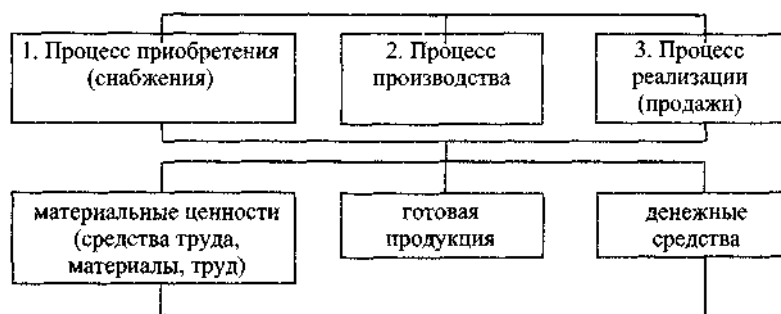 1. Процесс приобретения
(снабжения)
2. Процесс
производства
3. Процесс
реализации
(продажи)
материальные ценности
(средства труда,
материалы, труд)
готовая
продукция
денежные
средства